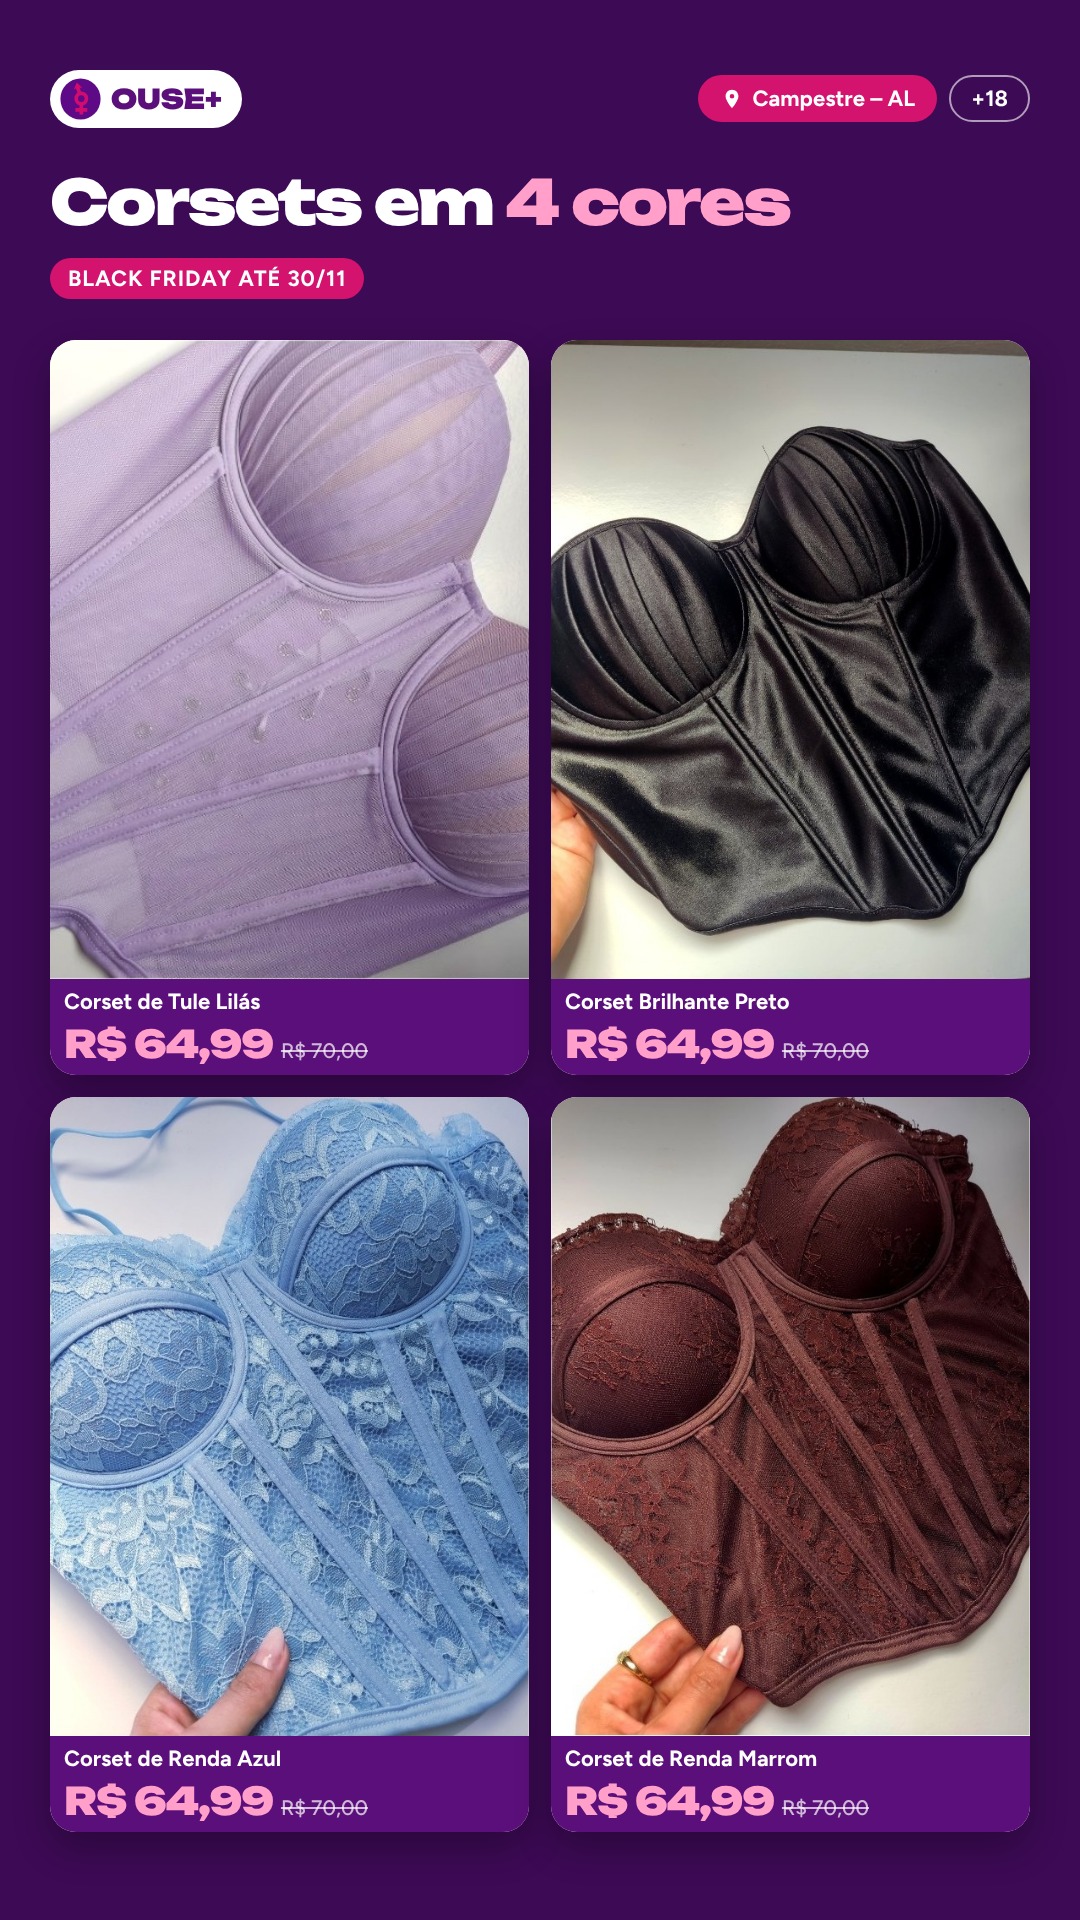 OUSE+
Campestre – AL
+18
Corsets em 4 cores
BLACK FRIDAY ATÉ 30/11
Corset de Tule Lilás
R$ 64,99 R$ 70,00
Corset Brilhante Preto
R$ 64,99 R$ 70,00
Corset de Renda Azul
R$ 64,99 R$ 70,00
Corset de Renda Marrom
R$ 64,99 R$ 70,00